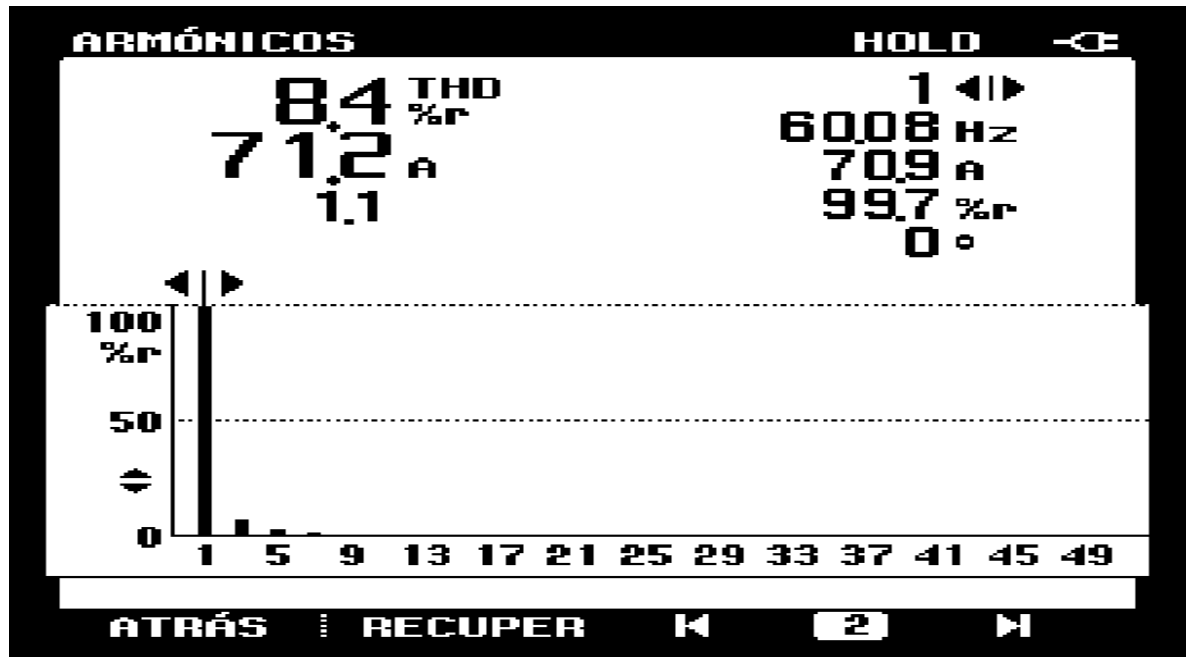 ARMÓNICOS HOLD
8.4 THD %r
71.2 A
1.1
1
60.08 Hz
70.9 A
99.7 %r
0 °
100
%r
50
0
1 5 9 13 17 21 25 29 33 37 41 45 49
ATRÁS RECUPER 2